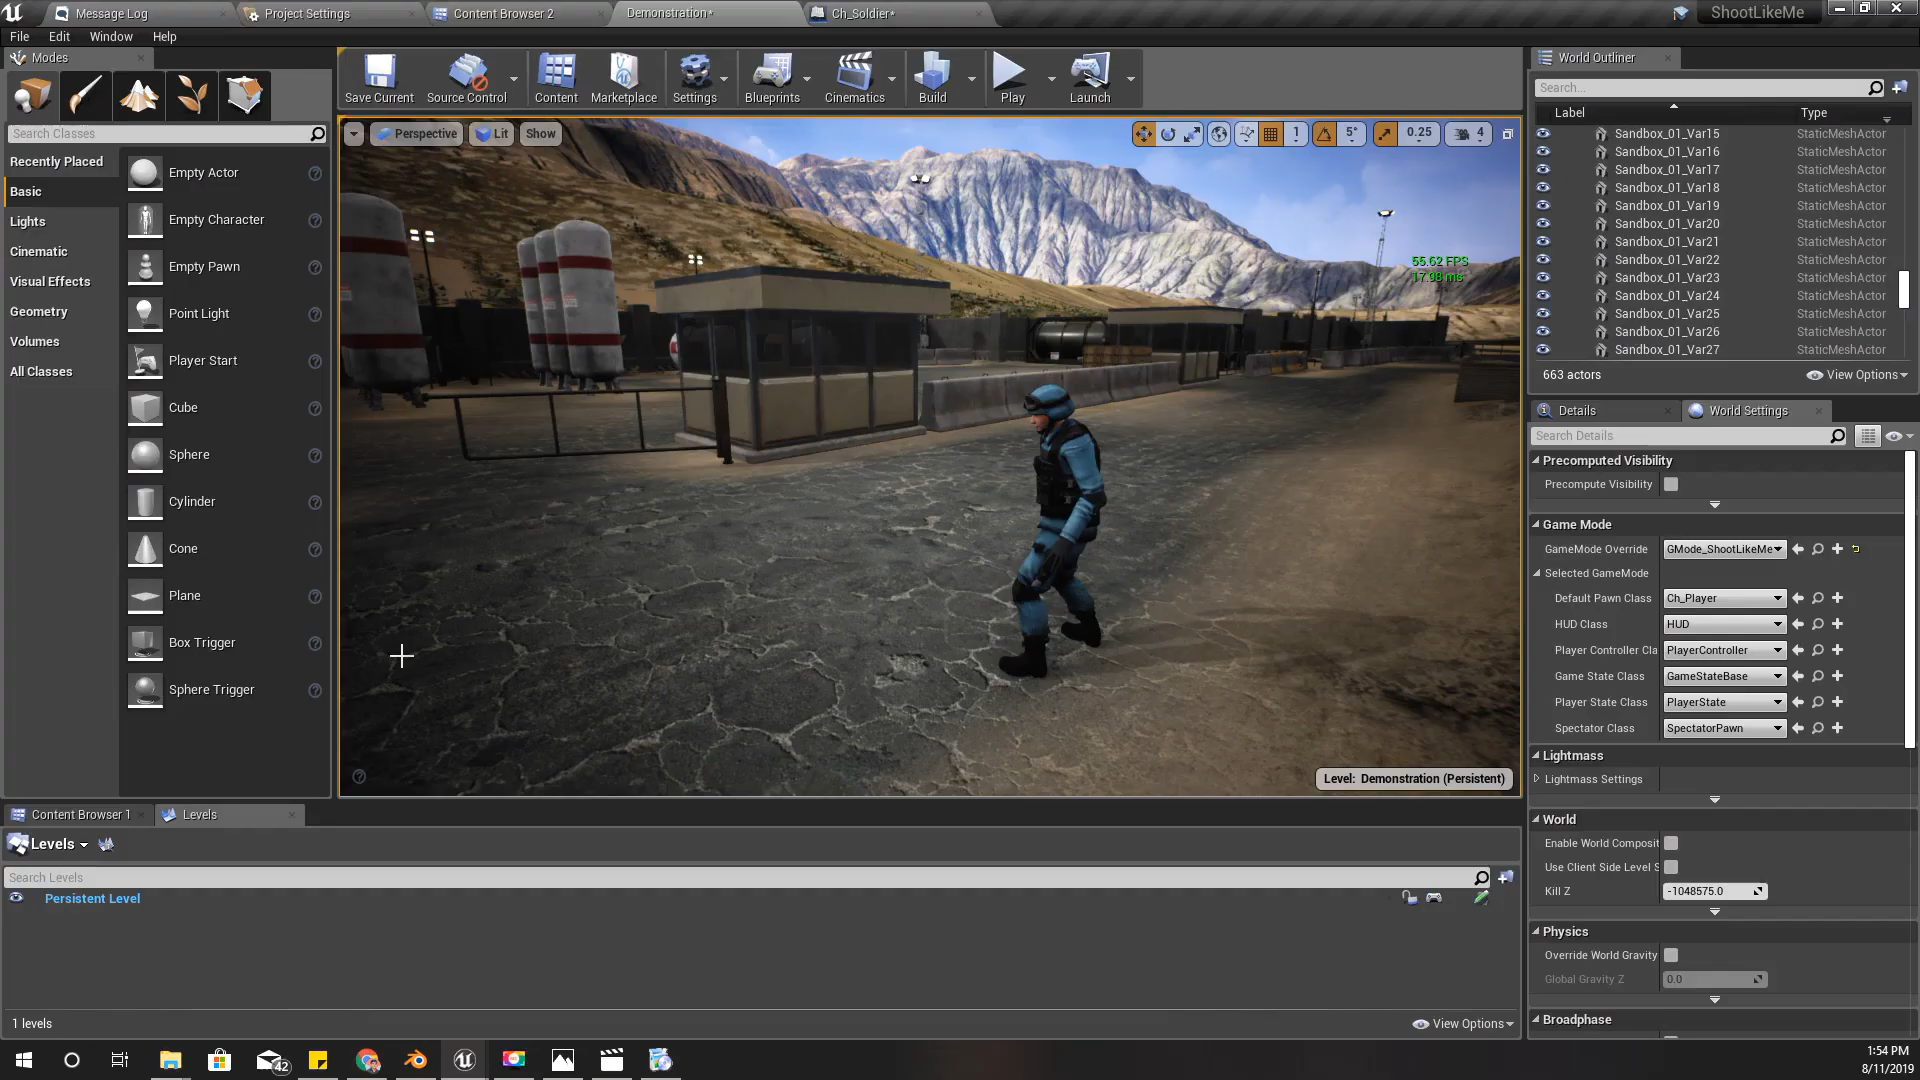 Message Log
Project Settings
Content Browser 2
Demonstration*
Ch_Soldier*
ShootLikeMe
File
Edit
Window
Help
Modes
Save Current
Source Control
Content
Marketplace
Settings
Blueprints
Cinematics
Build
Play
Launch
World Outliner
Search...
Label
Type
Sandbox_01_Var15 StaticMeshActor
Sandbox_01_Var16 StaticMeshActor
Sandbox_01_Var17 StaticMeshActor
Sandbox_01_Var18 StaticMeshActor
Sandbox_01_Var19 StaticMeshActor
Sandbox_01_Var20 StaticMeshActor
Sandbox_01_Var21 StaticMeshActor
Sandbox_01_Var22 StaticMeshActor
Sandbox_01_Var23 StaticMeshActor
Sandbox_01_Var24 StaticMeshActor
Sandbox_01_Var25 StaticMeshActor
Sandbox_01_Var26 StaticMeshActor
Sandbox_01_Var27 StaticMeshActor
663 actors
View Options
Search Classes
Recently Placed
Basic
Lights
Cinematic
Visual Effects
Geometry
Volumes
All Classes
Empty Actor
Empty Character
Empty Pawn
Point Light
Player Start
Cube
Sphere
Cylinder
Cone
Plane
Box Trigger
Sphere Trigger
Perspective
Lit
Show
1
5°
0.25
4
55.62 FPS
17.98 ms
Level: Demonstration (Persistent)
Details
World Settings
Search Details
Precomputed Visibility
Precompute Visibility
Game Mode
GameMode Override GMode_ShootLikeMe
Selected GameMode
Default Pawn Class Ch_Player
HUD Class HUD
Player Controller Cla PlayerController
Game State Class GameStateBase
Player State Class PlayerState
Spectator Class SpectatorPawn
Lightmass
Lightmass Settings
World
Enable World Composit
Use Client Side Level S
Kill Z -1048575.0
Physics
Override World Gravity
Global Gravity Z 0.0
Broadphase
Content Browser 1
Levels
Levels
Search Levels
Persistent Level
1 levels
View Options
42
1:54 PM
8/11/2019